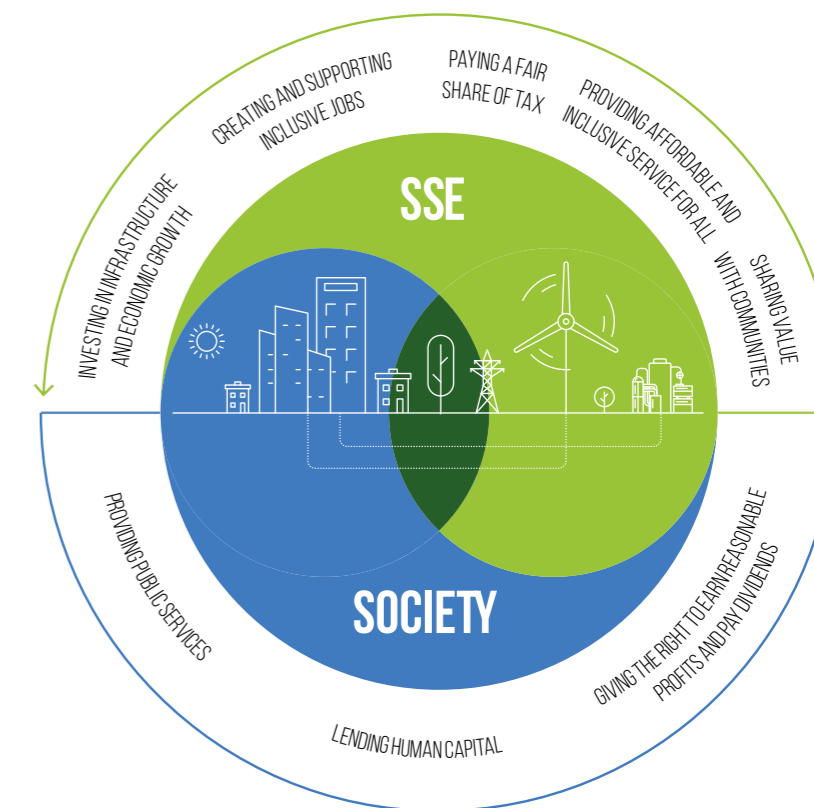 CREATING AND SUPPORTING
INCLUSIVE JOBS
PAYING A FAIR
SHARE OF TAX
PROVIDING AFFORDABLE AND
INCLUSIVE SERVICE FOR ALL
SHARING VALUE
WITH COMMUNITIES
INVESTING IN INFRASTRUCTURE
AND ECONOMIC GROWTH
SSE
SOCIETY
PROVIDING PUBLIC SERVICES
LENDING HUMAN CAPITAL
GIVING THE RIGHT TO EARN REASONABLE
PROFITS AND PAY DIVIDENDS